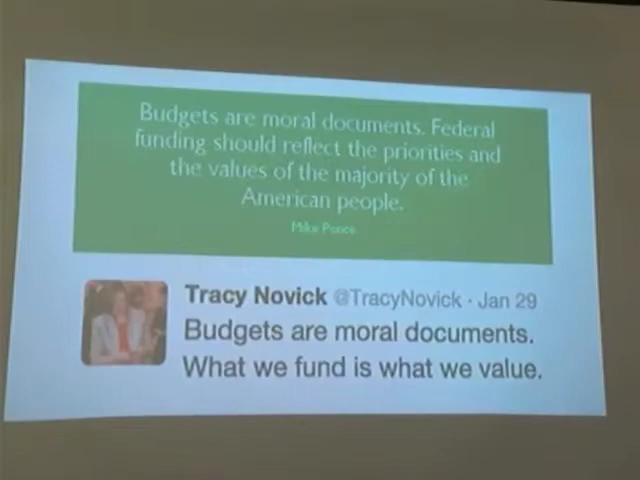 Budgets are moral documents. Federal
funding should reflect the priorities and
the values of the majority of the
American people.
Mike Pence
Tracy Novick @TracyNovick · Jan 29
Budgets are moral documents.
What we fund is what we value.